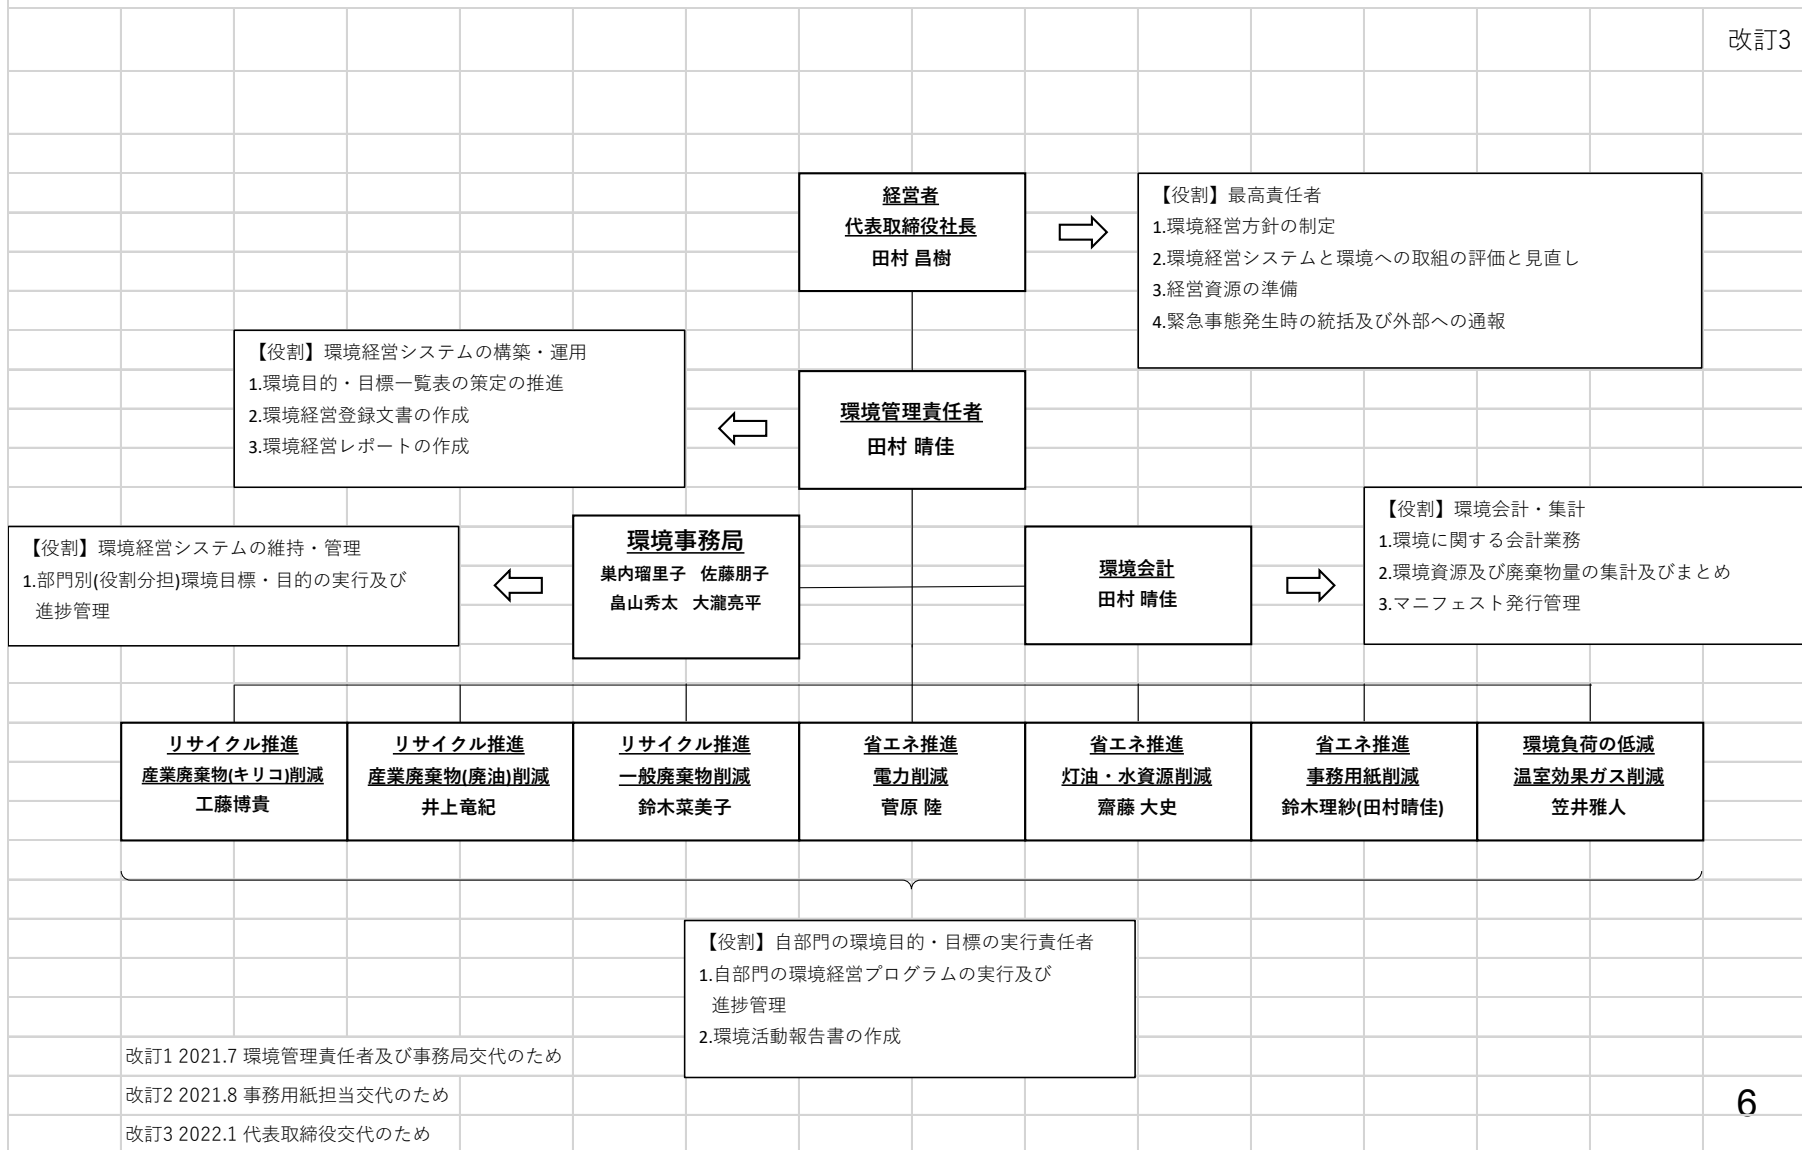 改訂3
経営者
代表取締役社長
田村 昌樹
【役割】最高責任者
1.環境経営方針の制定
2.環境経営システムと環境への取組の評価と見直し
3.経営資源の準備
4.緊急事態発生時の統括及び外部への通報
【役割】環境経営システムの構築・運用
1.環境目的・目標一覧表の策定の推進
2.環境経営登録文書の作成
3.環境経営レポートの作成
環境管理責任者
田村 晴佳
【役割】環境経営システムの維持・管理
1.部門別(役割分担)環境目標・目的の実行及び
進捗管理
環境事務局
巣内瑠里子 佐藤朋子
畠山秀太 大瀧亮平
環境会計
田村 晴佳
【役割】環境会計・集計
1.環境に関する会計業務
2.環境資源及び廃棄物量の集計及びまとめ
3.マニフェスト発行管理
リサイクル推進
産業廃棄物(キリコ)削減
工藤博貴
リサイクル推進
産業廃棄物(廃油)削減
井上竜紀
リサイクル推進
一般廃棄物削減
鈴木菜美子
省エネ推進
電力削減
菅原 陸
省エネ推進
灯油・水資源削減
齋藤 大史
省エネ推進
事務用紙削減
鈴木理紗(田村晴佳)
環境負荷の低減
温室効果ガス削減
笠井雅人
【役割】自部門の環境目的・目標の実行責任者
1.自部門の環境経営プログラムの実行及び
進捗管理
2.環境活動報告書の作成
改訂1 2021.7 環境管理責任者及び事務局交代のため
改訂2 2021.8 事務用紙担当交代のため
改訂3 2022.1 代表取締役交代のため
6